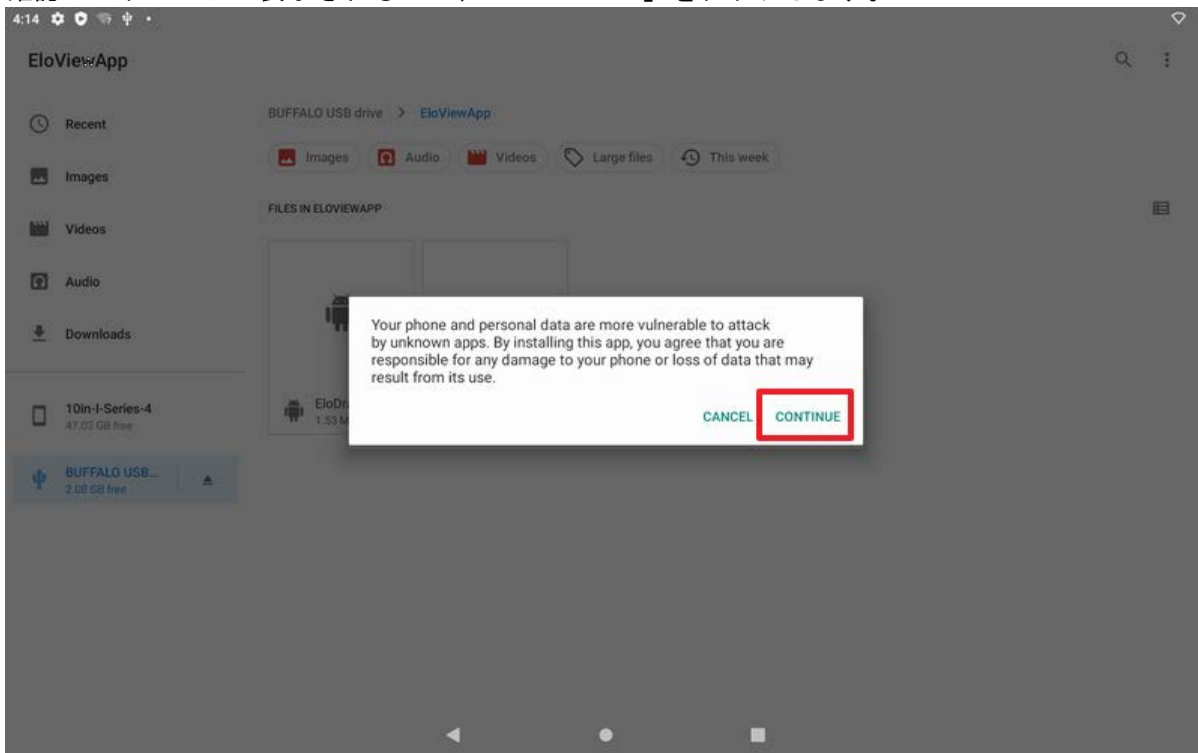 4:14
EloViewApp
Recent
Images
Videos
Audio
Downloads
10in-I-Series-4
47.02 GB free
BUFFALO USB...
2.08 GB free
BUFFALO USB drive > EloViewApp
Images Audio Videos Large files This week
FILES IN ELOVIEWAPP
1.53 M
Your phone and personal data are more vulnerable to attack
by unknown apps. By installing this app, you agree that you are
responsible for any damage to your phone or loss of data that may
result from its use.
CANCEL CONTINUE